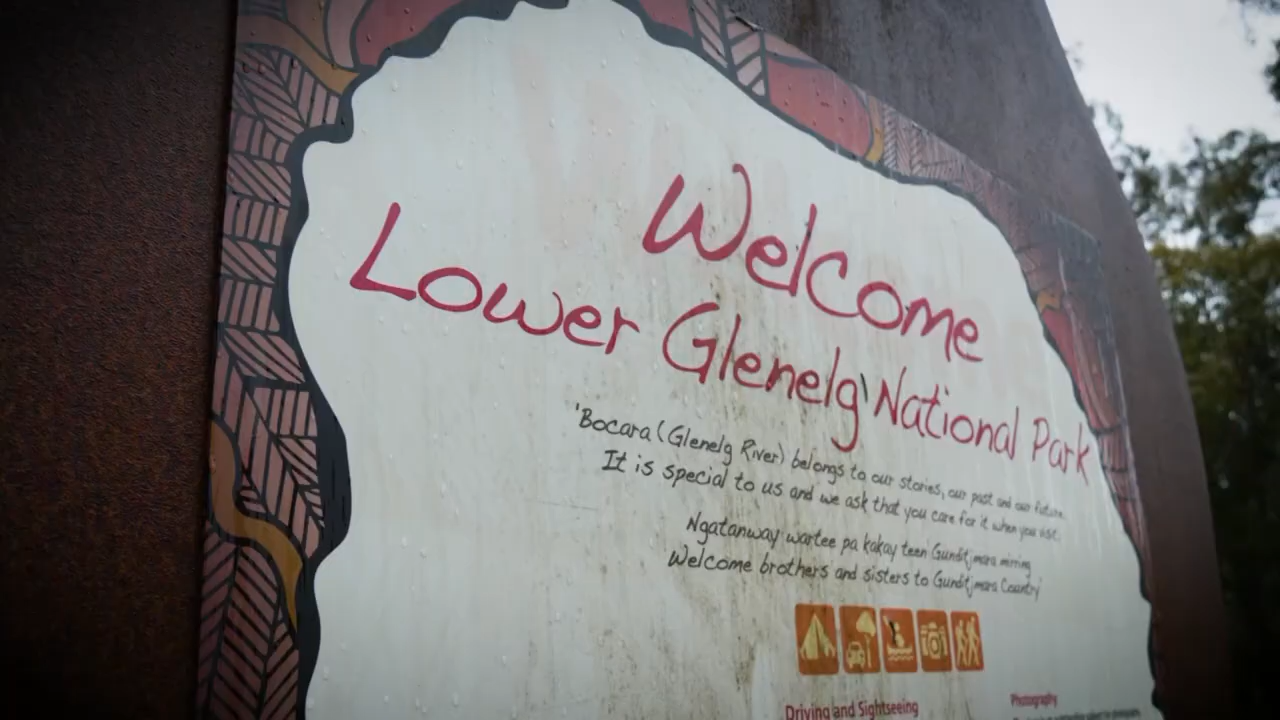 Welcome
Lower Glenelg National Park
'Bocara (Glenelg River) belongs to our stories, our past and our future.
It is special to us and we ask that you care for it when you visit.
Ngatanway wartee pa kakay teen Gunditjmara mirring
Welcome brothers and sisters to Gunditjmara Country'
Driving and Sightseeing
Photography